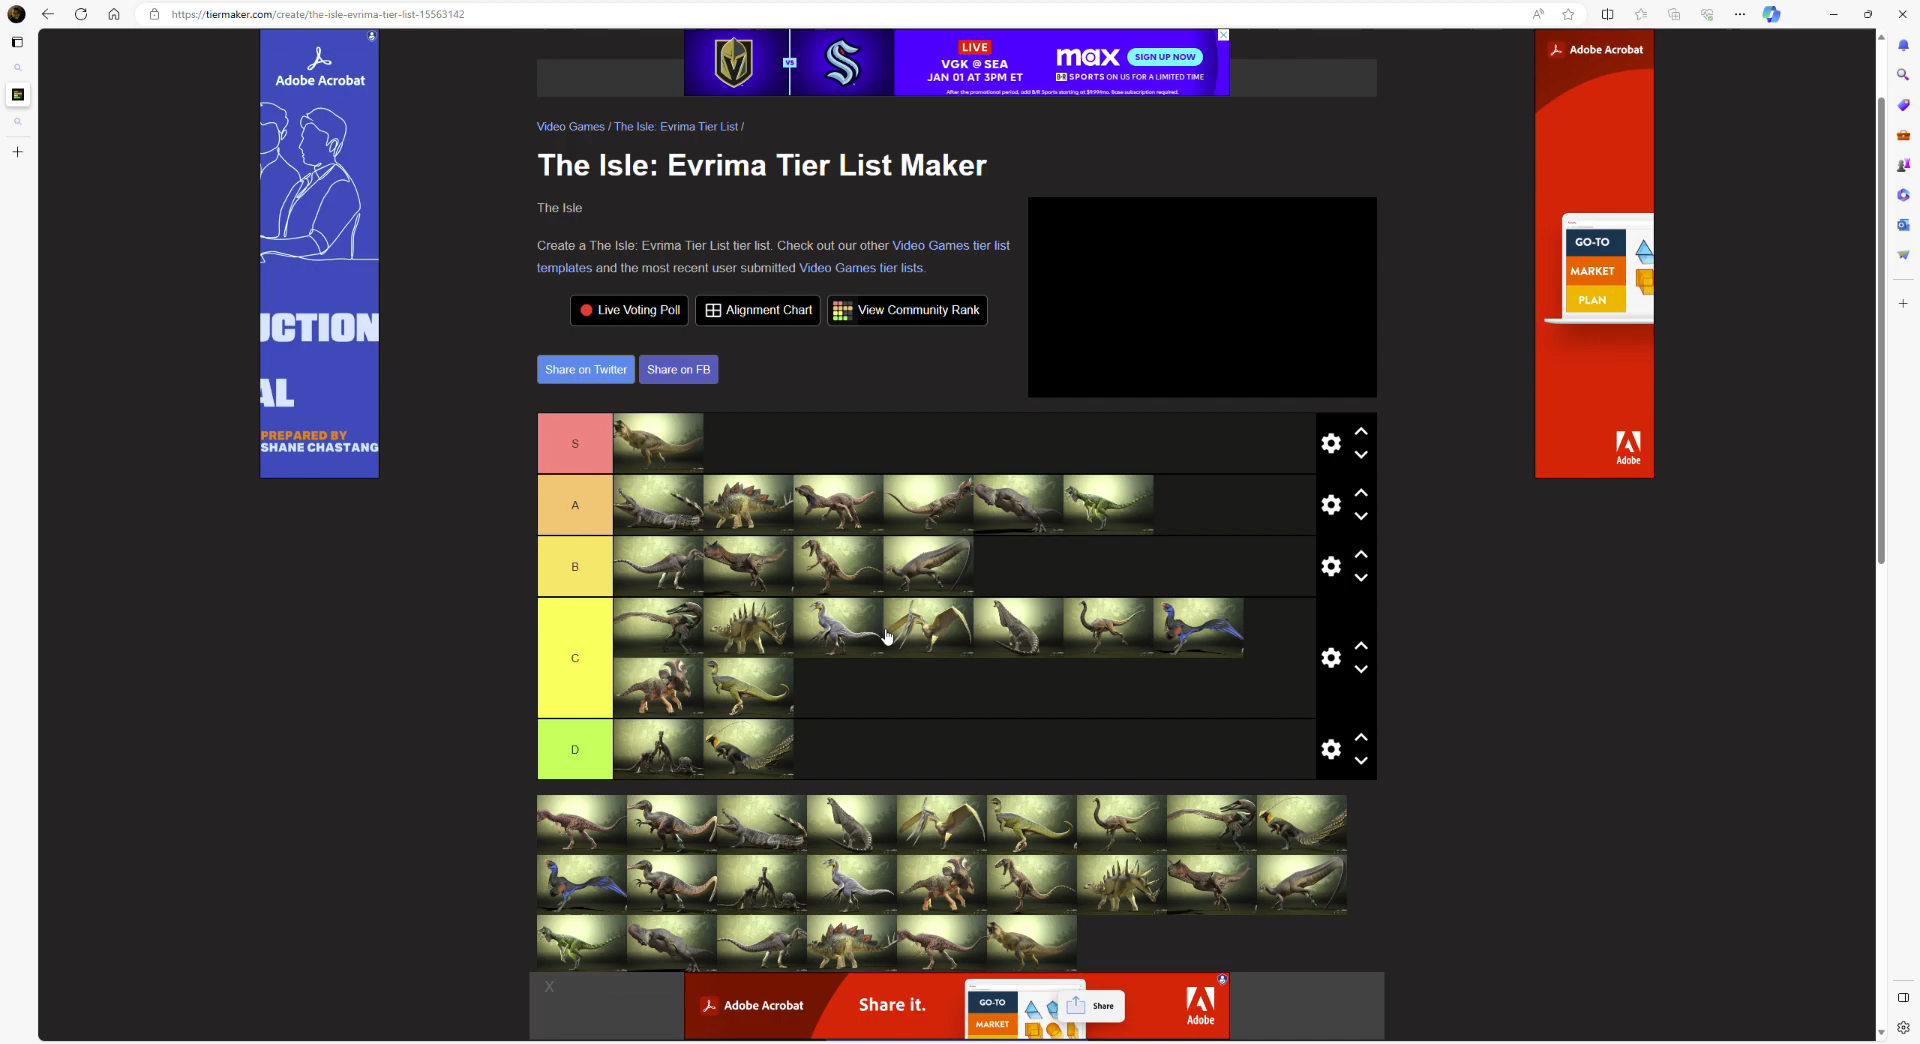 https://tiermaker.com/create/the-isle-evrima-tier-list-15563142
Adobe Acrobat
UCTION
AL
PREPARED BY
SHANE CHASTANG
VS
LIVE
VGK @ SEA
JAN 01 AT 3PM ET
max
SIGN UP NOW
B/R SPORTS ON US FOR A LIMITED TIME
After the promotional period, add B/R Sports starting at $9.99/mo. Base subscription required.
Adobe Acrobat
GO-TO
MARKET
PLAN
Adobe
Video Games / The Isle: Evrima Tier List /
The Isle: Evrima Tier List Maker
The Isle
Create a The Isle: Evrima Tier List tier list. Check out our other Video Games tier list
templates and the most recent user submitted Video Games tier lists.
Live Voting Poll
Alignment Chart
View Community Rank
Share on Twitter
Share on FB
S
A
B
C
D
X
Adobe Acrobat
Share it.
GO-TO
MARKET
Share
Adobe